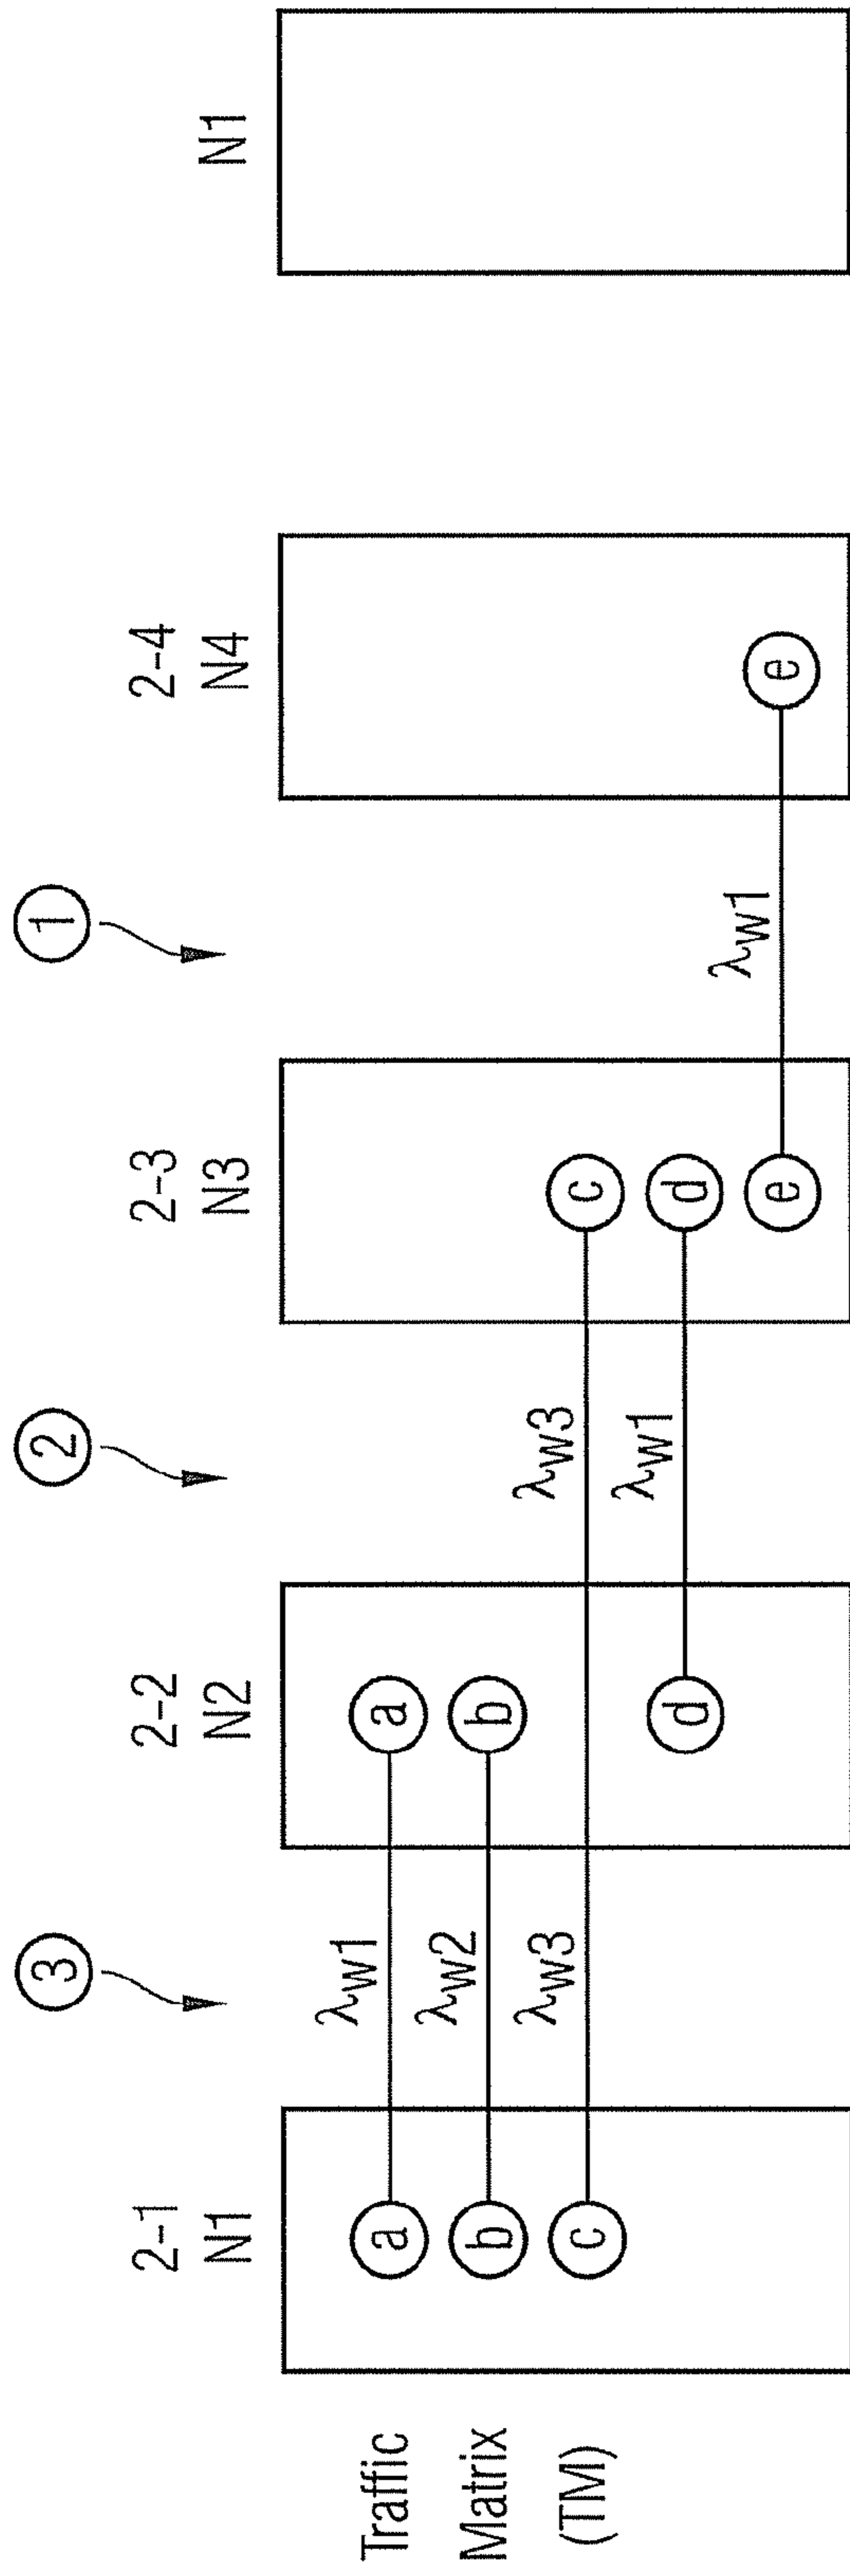 3 2 1
2-1 2-2 2-3 2-4
N1 N2 N3 N4 N1
Traffic a λw1 a
Matrix b λw2 b
(TM) c λw3 λw3 c
d λw1 d
e λw1 e